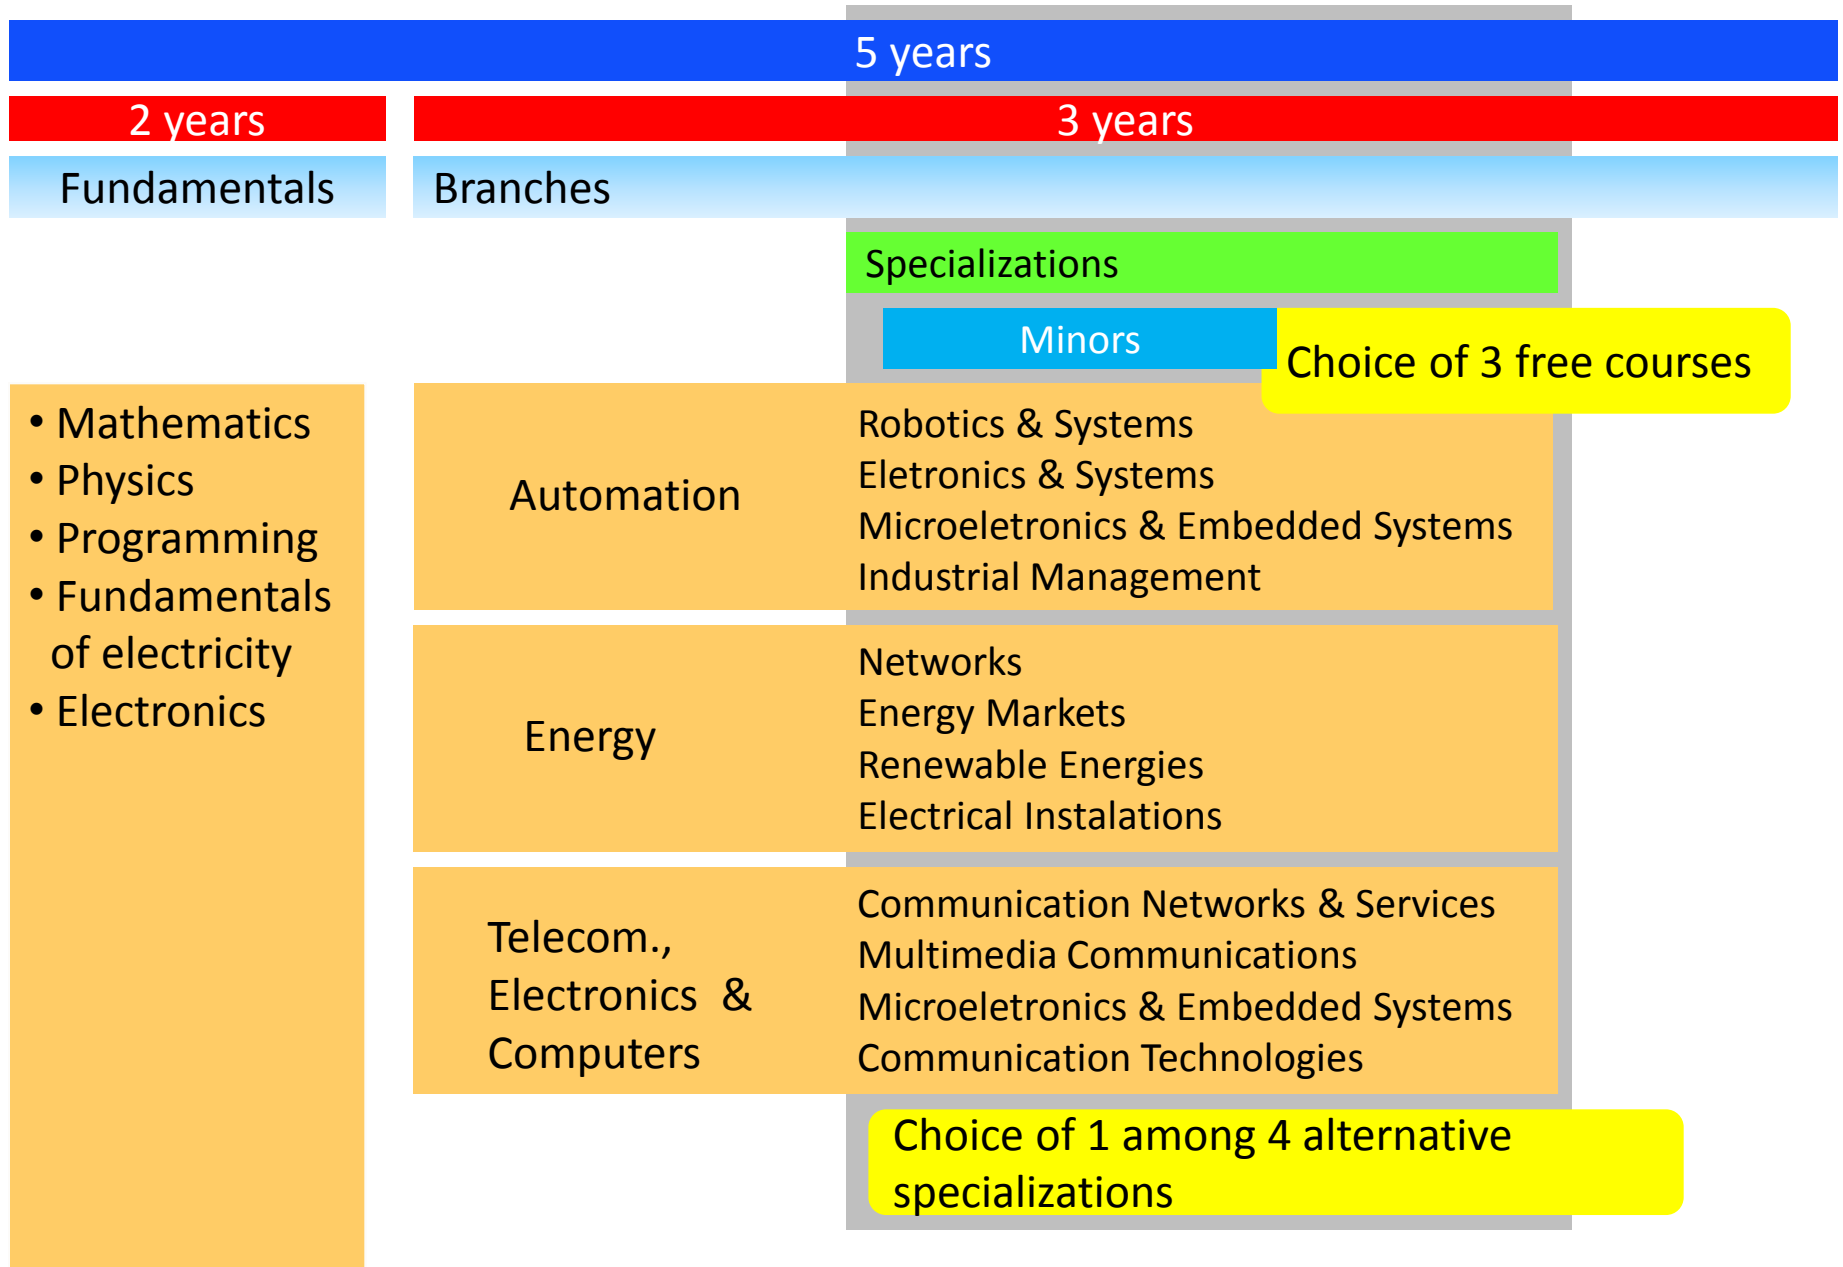 5 years
2 years
3 years
Fundamentals
Branches
Specializations
Minors
Choice of 3 free courses
• Mathematics
• Physics
• Programming
• Fundamentals
of electricity
• Electronics
Automation
Robotics & Systems
Eletronics & Systems
Microeletronics & Embedded Systems
Industrial Management
Energy
Networks
Energy Markets
Renewable Energies
Electrical Instalations
Telecom.,
Electronics & 
Computers
Communication Networks & Services
Multimedia Communications
Microeletronics & Embedded Systems
Communication Technologies
Choice of 1 among 4 alternative
specializations